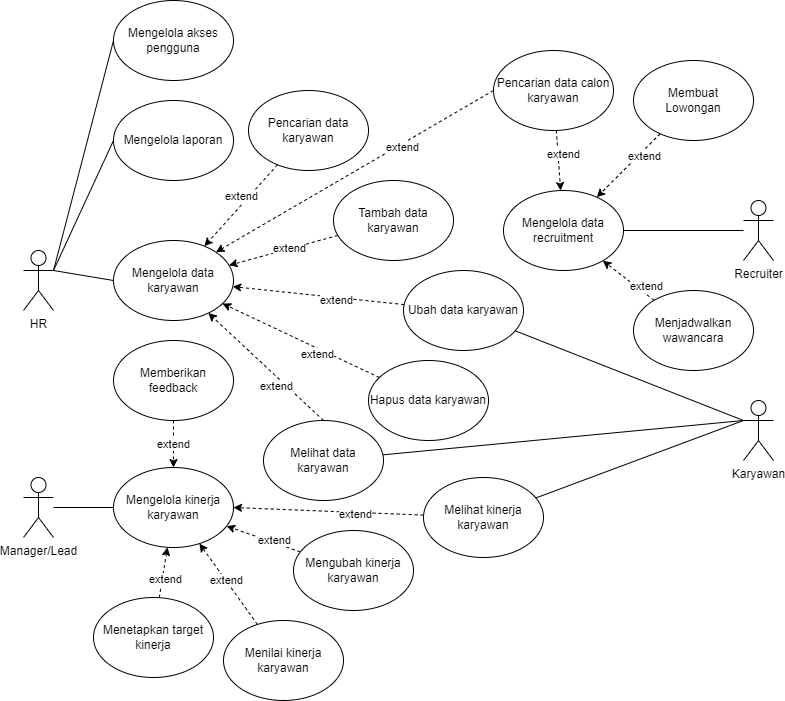 Mengelola akses
pengguna
Mengelola laporan
Pencarian data
karyawan
Pencarian data calon
karyawan
Membuat
Lowongan
extend
extend
extend
extend
Tambah data
karyawan
extend
Mengelola data
recruitment
Recruiter
HR
Mengelola data
karyawan
extend
Ubah data karyawan
extend
Menjadwalkan
wawancara
extend
Hapus data karyawan
extend
Memberikan
feedback
extend
Melihat data
karyawan
Karyawan
Manager/Lead
Mengelola kinerja
karyawan
extend
Melihat kinerja
karyawan
extend
Mengubah kinerja
karyawan
extend
extend
Menetapkan target
kinerja
Menilai kinerja
karyawan